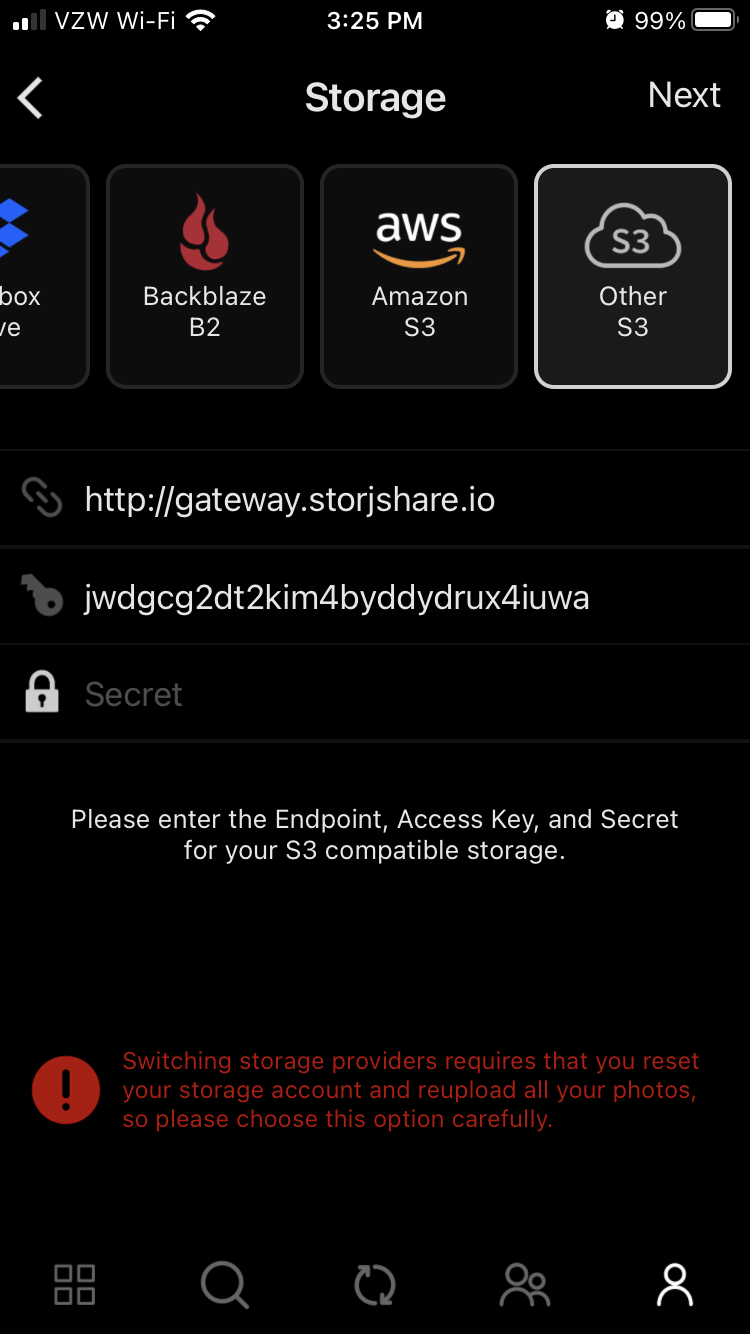 VZW Wi-Fi 3:25 PM 99%
Storage Next
box
ve
Backblaze
B2
aws
Amazon
S3
S3
Other
S3
http://gateway.storjshare.io
jwdgcg2dt2kim4byddydrux4iuwa
Secret
Please enter the Endpoint, Access Key, and Secret
for your S3 compatible storage.
Switching storage providers requires that you reset
your storage account and reupload all your photos,
so please choose this option carefully.